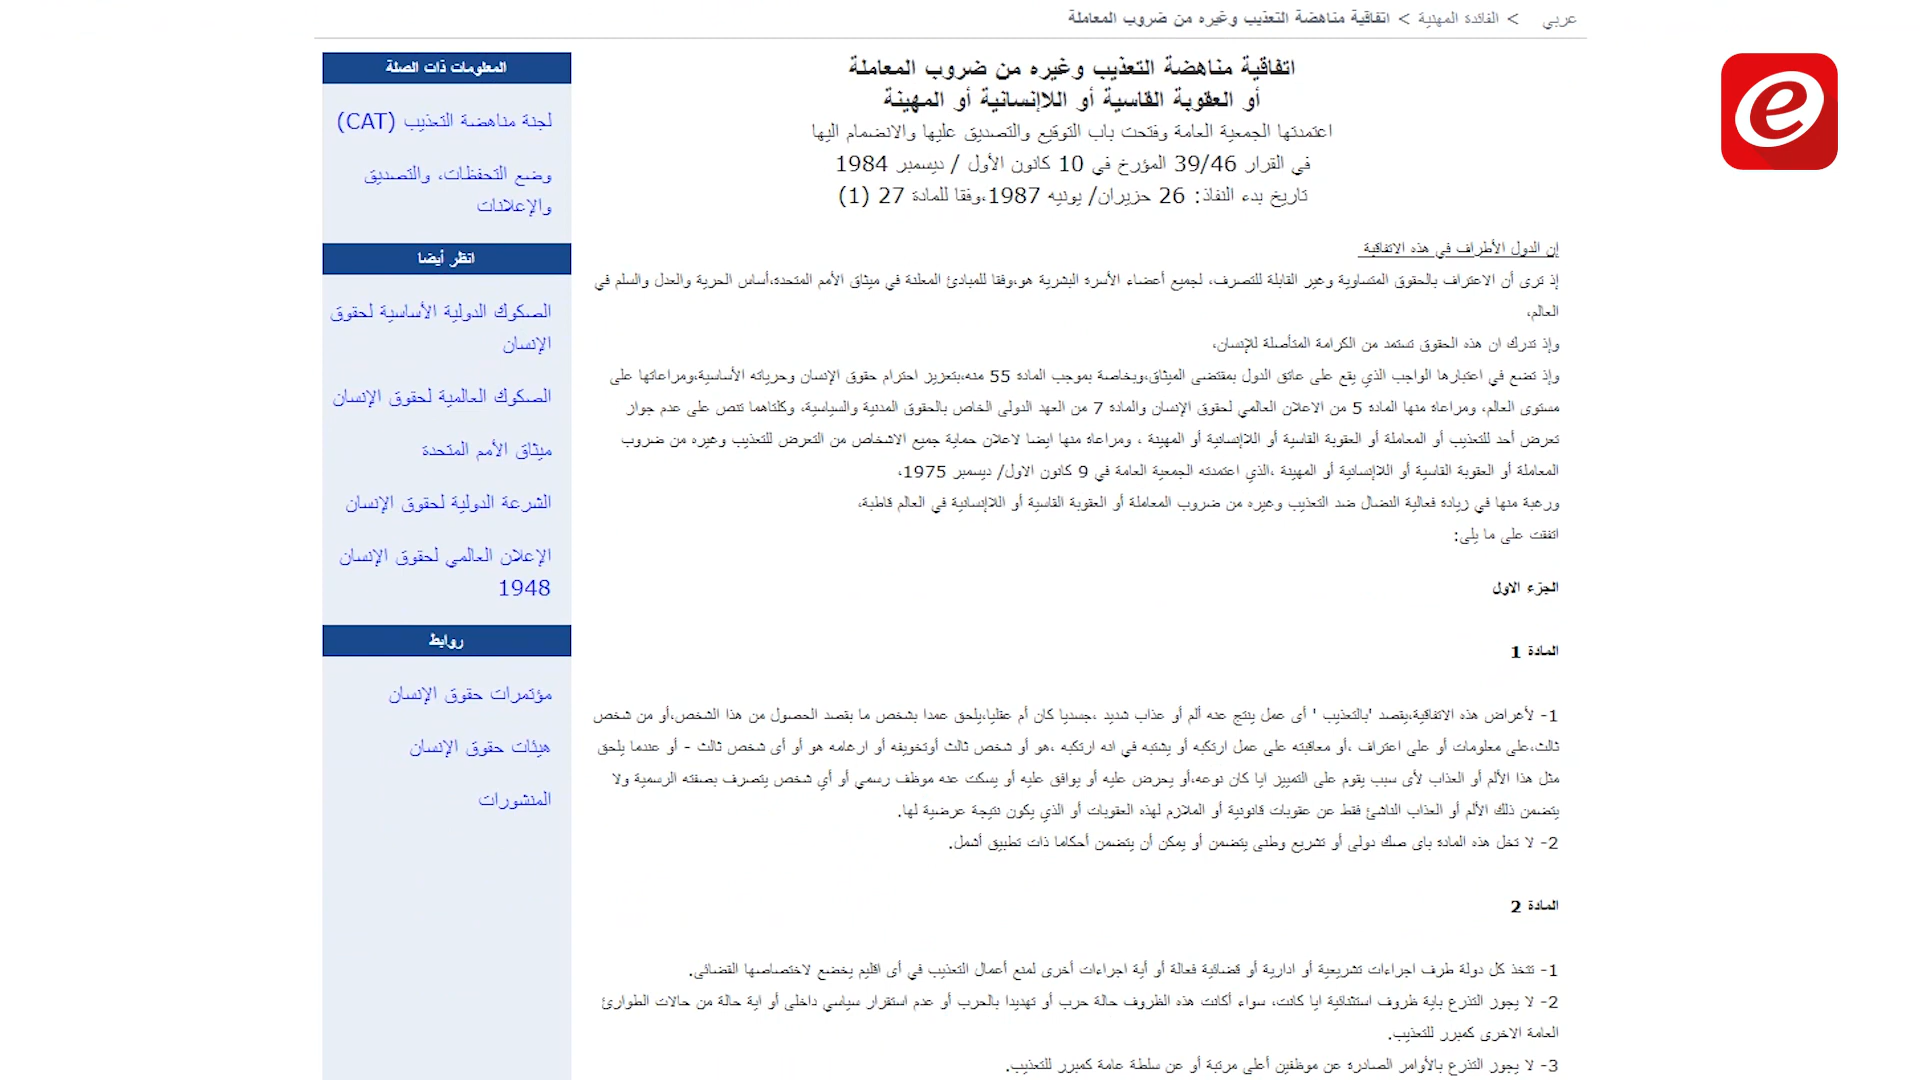 عربي > الفائدة المهنية > اتفاقية مناهضة التعذيب وغيره من ضروب المعاملة
اتفاقية مناهضة التعذيب وغيره من ضروب المعاملة
أو العقوبة القاسية أو اللاإنسانية أو المهينة
اعتمدتها الجمعية العامة وفتحت باب التوقيع والتصديق عليها والانضمام اليها
في القرار 39/46 المؤرخ في 10 كانون الأول / ديسمبر 1984
تاريخ بدء النفاذ: 26 حزيران/ يونيه 1987،وفقا للمادة 27 (1)
إن الدول الأطراف في هذه الاتفاقية
إذ ترى أن الاعتراف بالحقوق المتساوية وغير القابلة للتصرف، لجميع أعضاء الأسرة البشرية هو،وفقا للمبادئ المعلنة في ميثاق الأمم المتحدة،أساس الحرية والعدل والسلم في
العالم،
وإذ تدرك ان هذه الحقوق تستمد من الكرامة المتأصلة للإنسان،
وإذ تضع في اعتبارها الواجب الذي يقع على عاتق الدول بمقتضى الميثاق،وبخاصة بموجب المادة 55 منه،بتعزيز احترام حقوق الإنسان وحرياته الأساسية،ومراعاتها على
مستوى العالم، ومراعاة منها المادة 5 من الاعلان العالمي لحقوق الإنسان والمادة 7 من العهد الدولى الخاص بالحقوق المدنية والسياسية، وكلتاهما تنص على عدم جواز
تعرض أحد للتعذيب أو المعاملة أو العقوبة القاسية أو اللاإنسانية أو المهينة ، ومراعاة منها ايضا لاعلان حماية جميع الاشخاص من التعرض للتعذيب وغيره من ضروب
المعاملة أو العقوبة القاسية أو اللاإنسانية أو المهينة ،الذي اعتمدته الجمعية العامة في 9 كانون الاول/ ديسمبر 1975،
ورغبة منها في زيادة فعالية النضال ضد التعذيب وغيره من ضروب المعاملة أو العقوبة القاسية أو اللاإنسانية في العالم قاطبة،
اتفقت على ما يلى:
الجزء الاول
المادة 1
1- لأغراض هذه الاتفاقية،يقصد 'بالتعذيب ' أى عمل ينتج عنه ألم أو عذاب شديد ،جسديا كان أم عقليا،يلحق عمدا بشخص ما بقصد الحصول من هذا الشخص،أو من شخص
ثالث،على معلومات أو على اعتراف ،أو معاقبته على عمل ارتكبه أو يشتبه في انه ارتكبه ،هو أو شخص ثالث أوتخويفه أو ارغامه هو أو أى شخص ثالث - أو عندما يلحق
مثل هذا الألم أو العذاب لأى سبب يقوم على التمييز ايا كان نوعه،أو يحرض عليه أو يوافق عليه أو يسكت عنه موظف رسمي أو أي شخص يتصرف بصفته الرسمية ولا
يتضمن ذلك الألم أو العذاب الناشئ فقط عن عقوبات قانونية أو الملازم لهذه العقوبات أو الذي يكون نتيجة عرضية لها.
2- لا تخل هذه المادة باى صك دولى أو تشريع وطنى يتضمن أو يمكن أن يتضمن أحكاما ذات تطبيق أشمل.
المادة 2
1- تتخذ كل دولة طرف اجراءات تشريعية أو ادارية أو قضائية فعالة أو أية اجراءات أخرى لمنع أعمال التعذيب في أى اقليم يخضع لاختصاصها القضائى.
2- لا يجوز التذرع باية ظروف استثنائية ايا كانت، سواء أكانت هذه الظروف حالة حرب أو تهديدا بالحرب أو عدم استقرار سياسي داخلى أو اية حالة من حالات الطوارئ
العامة الاخرى كمبرر للتعذيب.
3- لا يجوز التذرع بالأوامر الصادرة عن موظفين أعلى مرتبة أو عن سلطة عامة كمبرر للتعذيب.
المعلومات ذات الصلة
لجنة مناهضة التعذيب (CAT)
وضع التحفظات، والتصديق
والإعلانات
انظر أيضا
الصكوك الدولية الأساسية لحقوق
الإنسان
الصكوك العالمية لحقوق الإنسان
ميثاق الأمم المتحدة
الشرعة الدولية لحقوق الإنسان
الإعلان العالمي لحقوق الإنسان
1948
روابط
مؤتمرات حقوق الإنسان
هيئات حقوق الإنسان
المنشورات
e